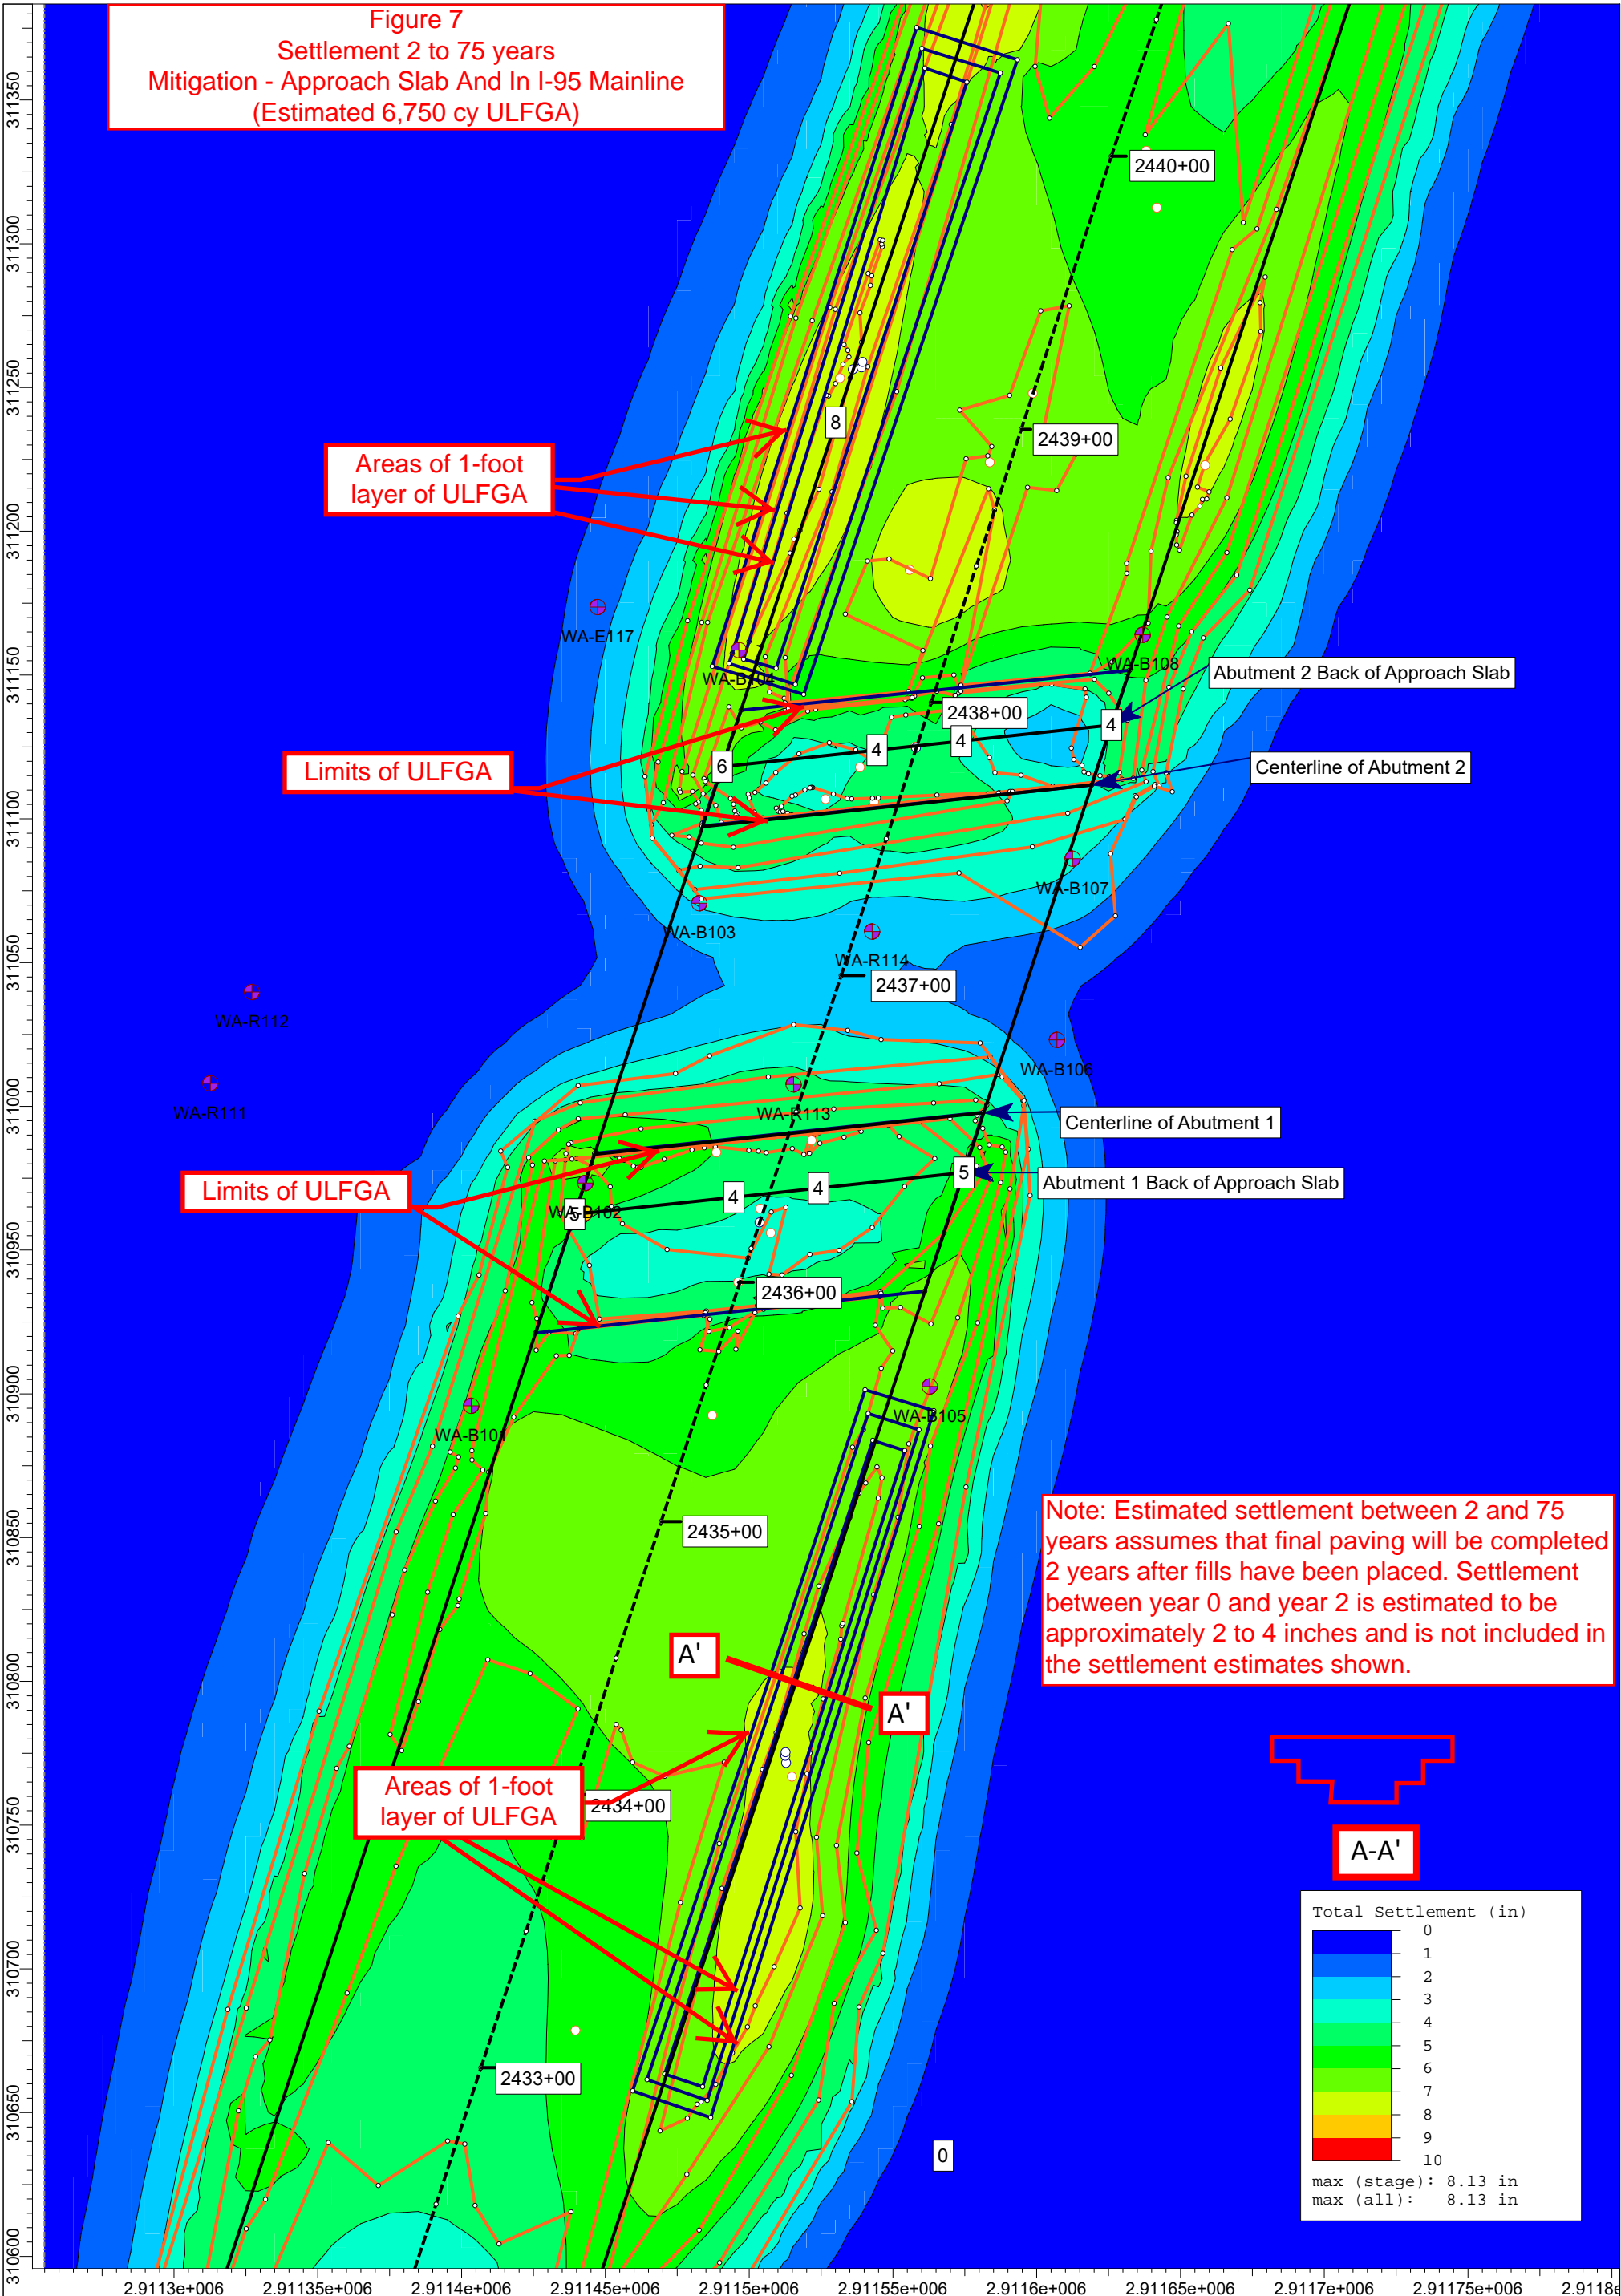 Figure 7
Settlement 2 to 75 years
Mitigation - Approach Slab And In I-95 Mainline
(Estimated 6,750 cy ULFGA)
311350
311300
311250
311200
311150
311100
311050
311000
310950
310900
310850
310800
310750
310700
310650
310600
2440+00
8
2439+00
Areas of 1-foot
layer of ULFGA
WA-E117
WA-B104
WA-B108
Abutment 2 Back of Approach Slab
2438+00
4
4
4
6
Limits of ULFGA
Centerline of Abutment 2
WA-B107
WA-B103
WA-R114
2437+00
WA-R112
WA-B106
WA-R111
WA-R113
Centerline of Abutment 1
5
Abutment 1 Back of Approach Slab
Limits of ULFGA
4
4
5
WA-B102
2436+00
WA-B105
WA-B101
2435+00
Note: Estimated settlement between 2 and 75
years assumes that final paving will be completed
2 years after fills have been placed. Settlement
between year 0 and year 2 is estimated to be
approximately 2 to 4 inches and is not included in
the settlement estimates shown.
A'
A'
Areas of 1-foot
layer of ULFGA
2434+00
A-A'
2433+00
0
Total Settlement (in)
0
1
2
3
4
5
6
7
8
9
10
max (stage): 8.13 in
max (all): 8.13 in
2.9113e+006
2.91135e+006
2.9114e+006
2.91145e+006
2.9115e+006
2.91155e+006
2.9116e+006
2.91165e+006
2.9117e+006
2.91175e+006